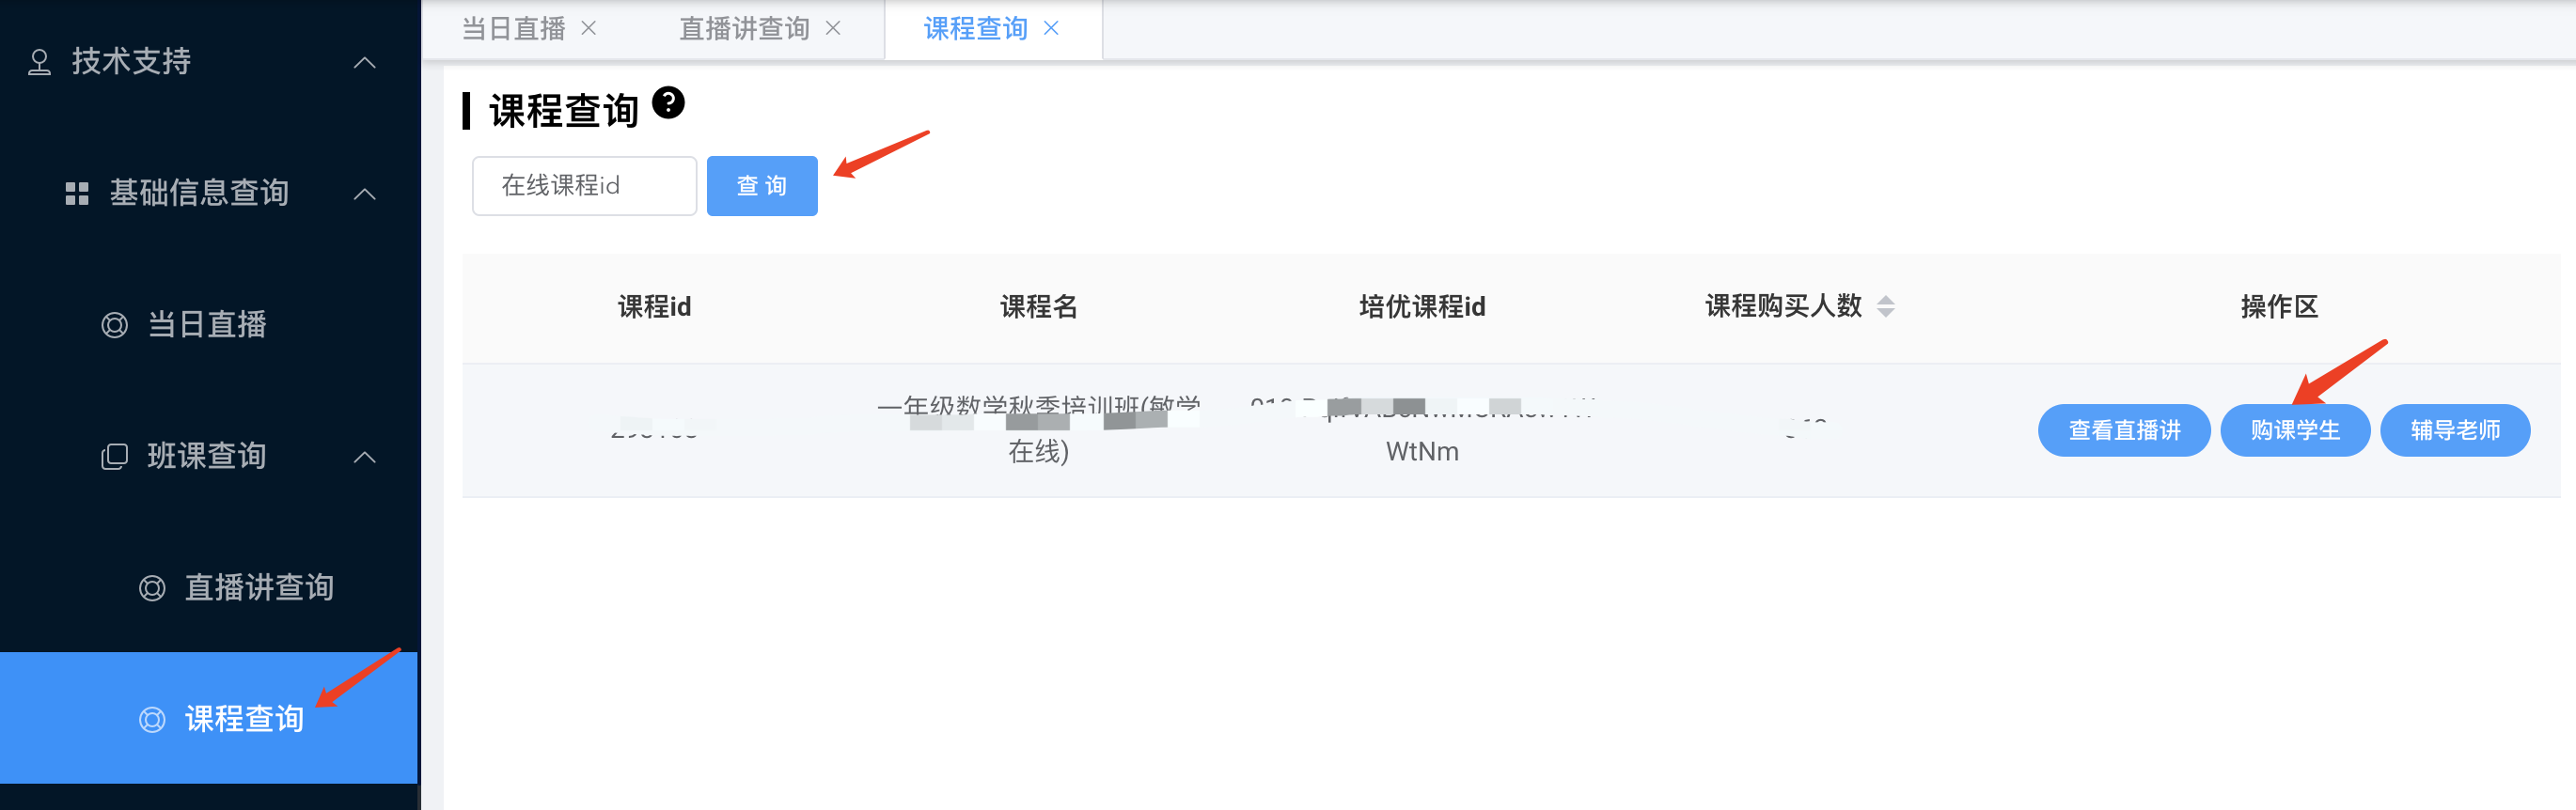 技术支持
基础信息查询
当日直播
班课查询
直播讲查询
课程查询
当日直播 直播讲查询 课程查询
课程查询
在线课程id 查 询
课程id 课程名 培优课程id 课程购买人数 操作区
一年级数学秋季培训班(敏学
在线)
WtNm
查看直播讲 购课学生 辅导老师